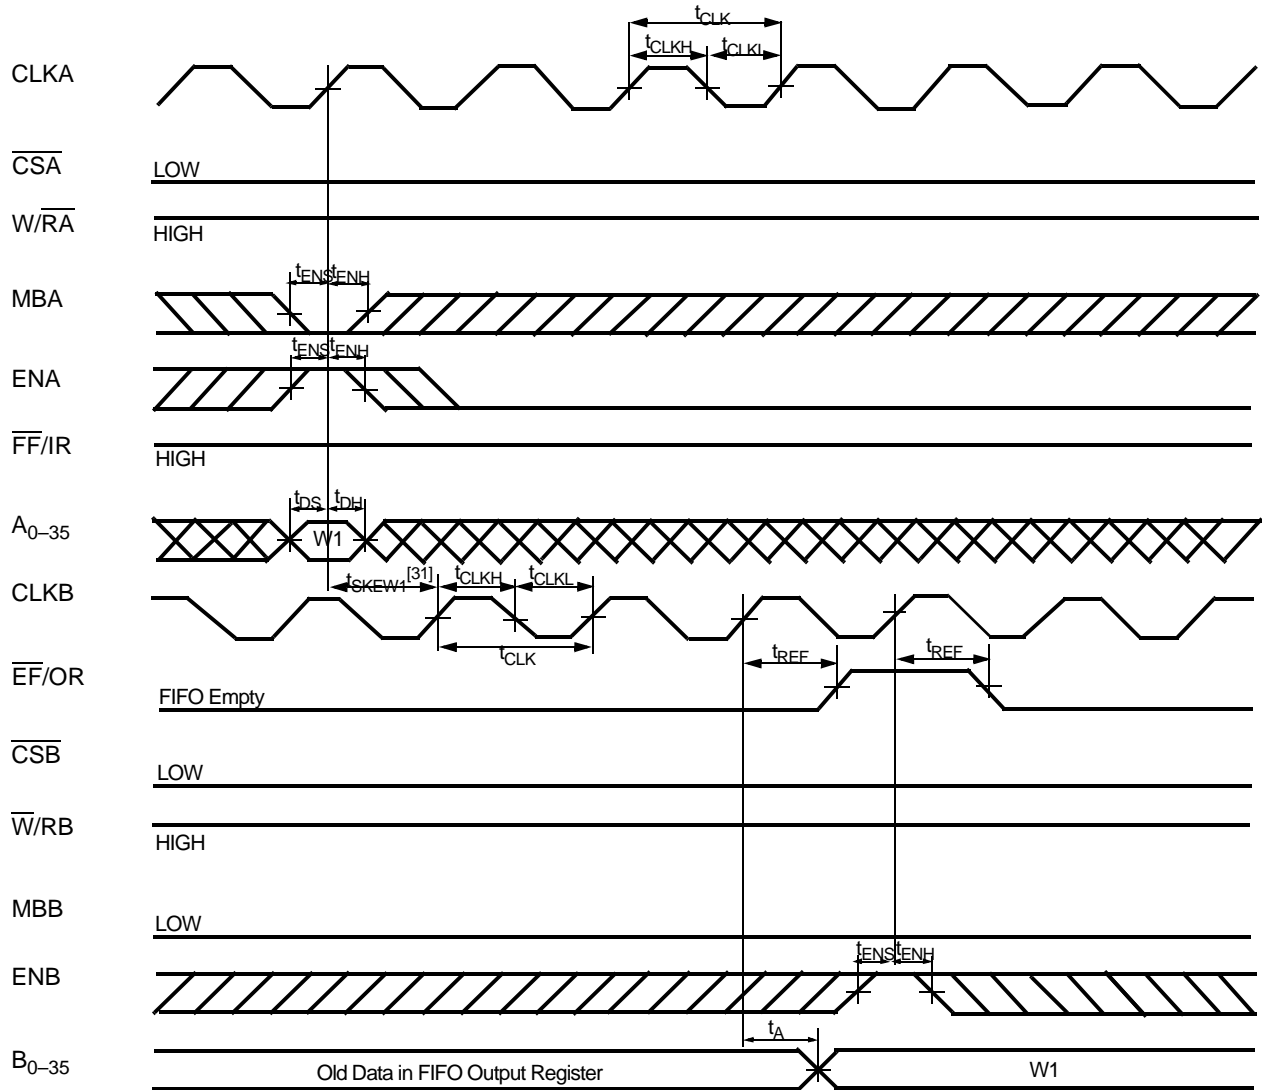 tCLK
tCLKH tCLKL
CLKA
CSA
LOW
W/RA
HIGH
tENS tENH
MBA
tENS tENH
ENA
FF/IR
HIGH
tDS tDH
A0–35
W1
tSKEW1[31] tCLKH tCLKL
CLKB
tCLK
tREF tREF
EF/OR
FIFO Empty
CSB
LOW
W/RB
HIGH
MBB
LOW
tENS tENH
ENB
tA
B0–35
Old Data in FIFO Output Register W1